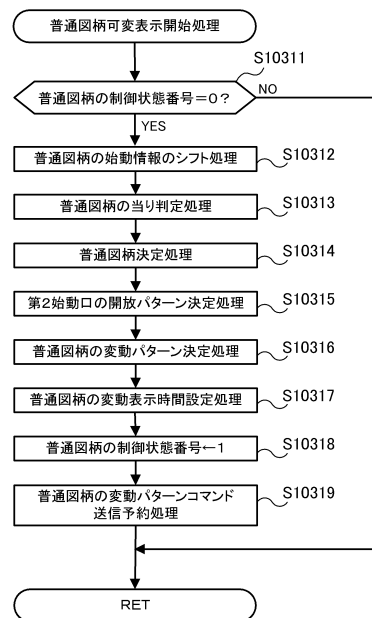 普通図柄可変表示開始処理
S10311
普通図柄の制御状態番号=0?
NO
YES
普通図柄の始動情報のシフト処理
S10312
普通図柄の当り判定処理
S10313
普通図柄決定処理
S10314
第2始動口の開放パターン決定処理
S10315
普通図柄の変動パターン決定処理
S10316
普通図柄の変動表示時間設定処理
S10317
普通図柄の制御状態番号←1
S10318
普通図柄の変動パターンコマンド
送信予約処理
S10319
RET